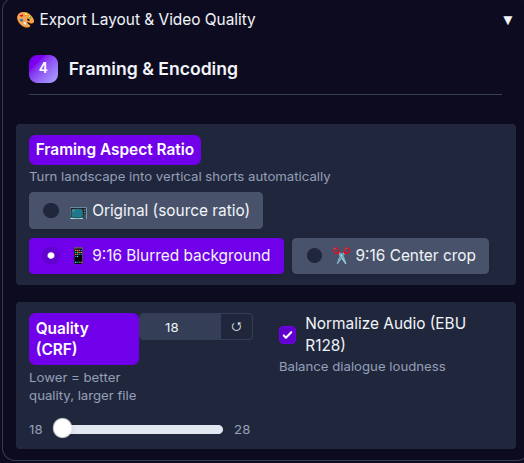 🎨 Export Layout & Video Quality ▼
4 Framing & Encoding
Framing Aspect Ratio
Turn landscape into vertical shorts automatically
📺 Original (source ratio)
📱 9:16 Blurred background
✂️ 9:16 Center crop
Quality
(CRF)
18 ↺
Lower = better
quality, larger file
18 28
Normalize Audio (EBU
R128)
Balance dialogue loudness